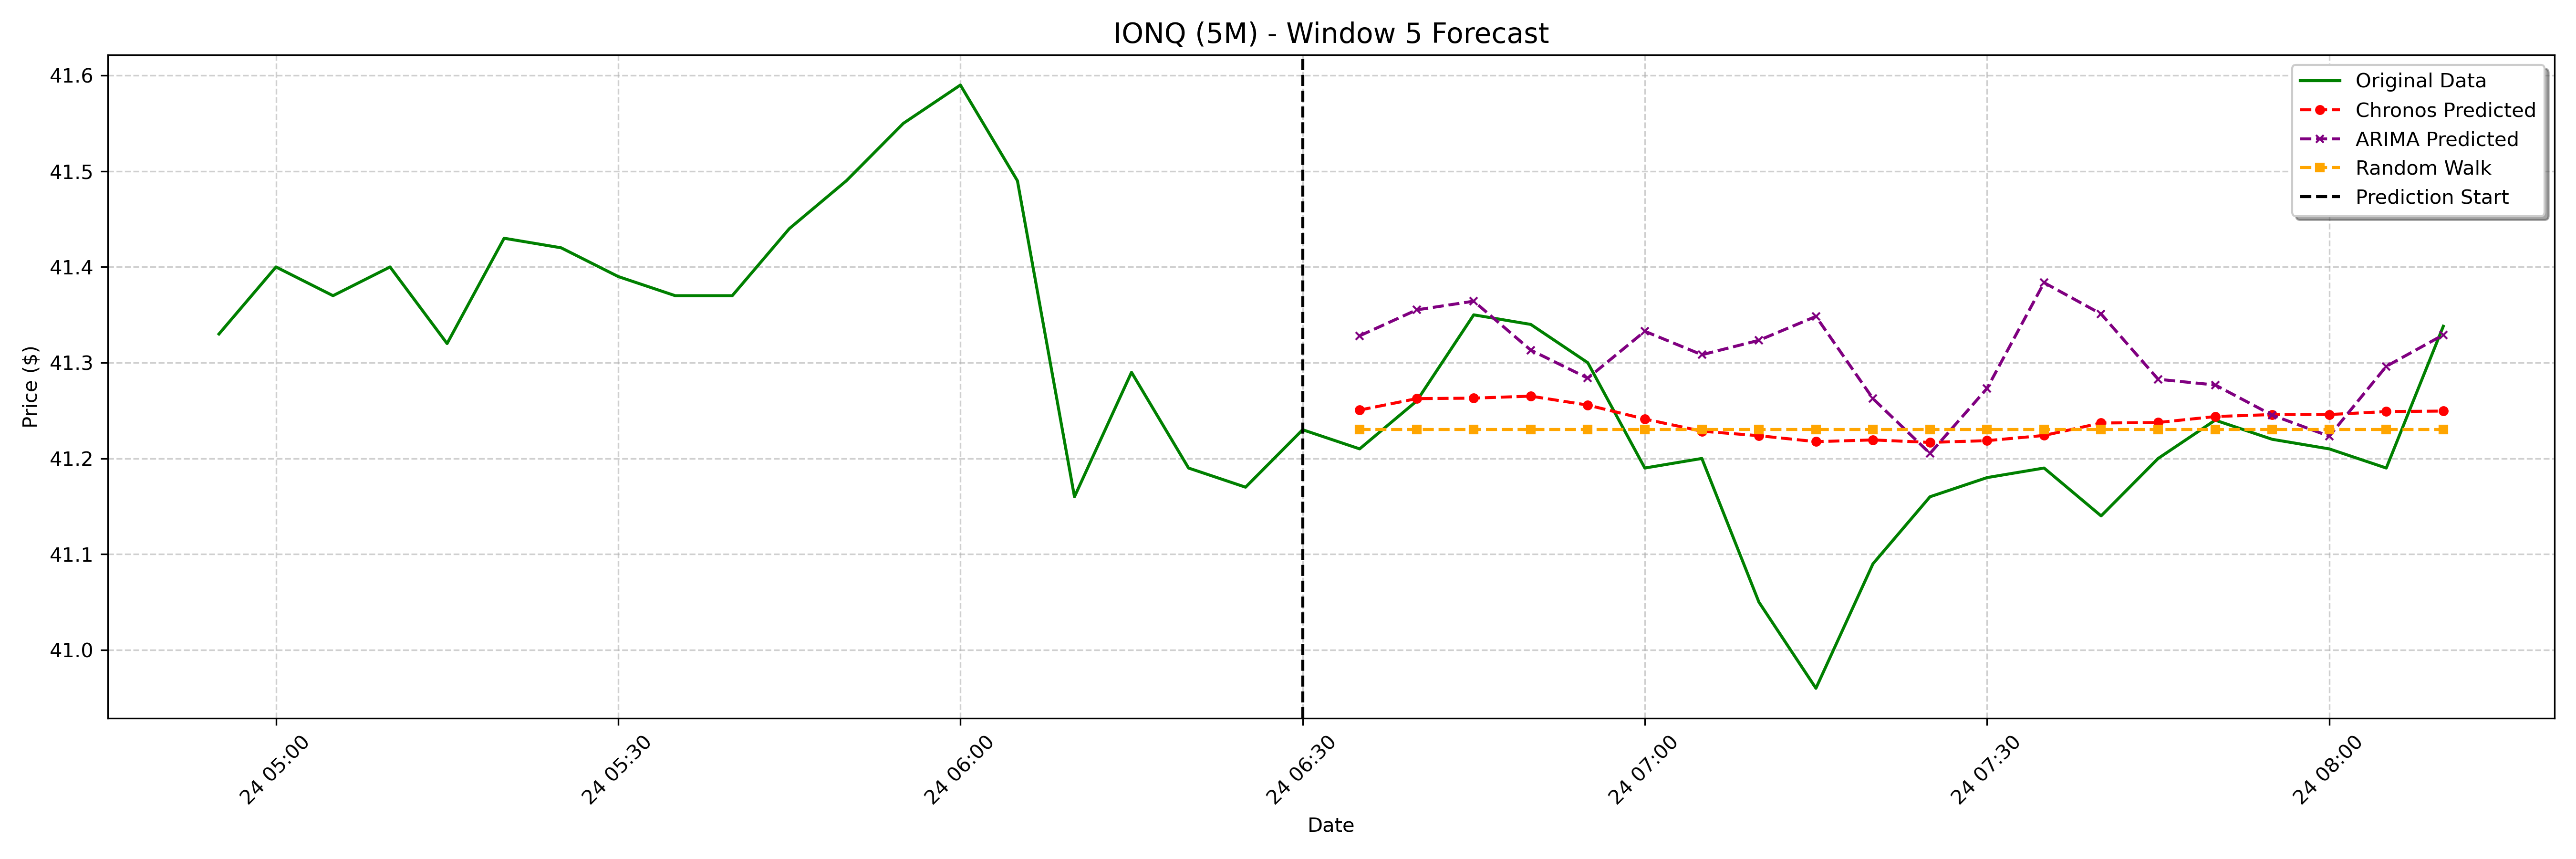 IONQ (5M) - Window 5 Forecast
Price ($)
41.6
41.5
41.4
41.3
41.2
41.1
41.0
Original Data
Chronos Predicted
ARIMA Predicted
Random Walk
Prediction Start
24 05:00
24 05:30
24 06:00
24 06:30
24 07:00
24 07:30
24 08:00
Date